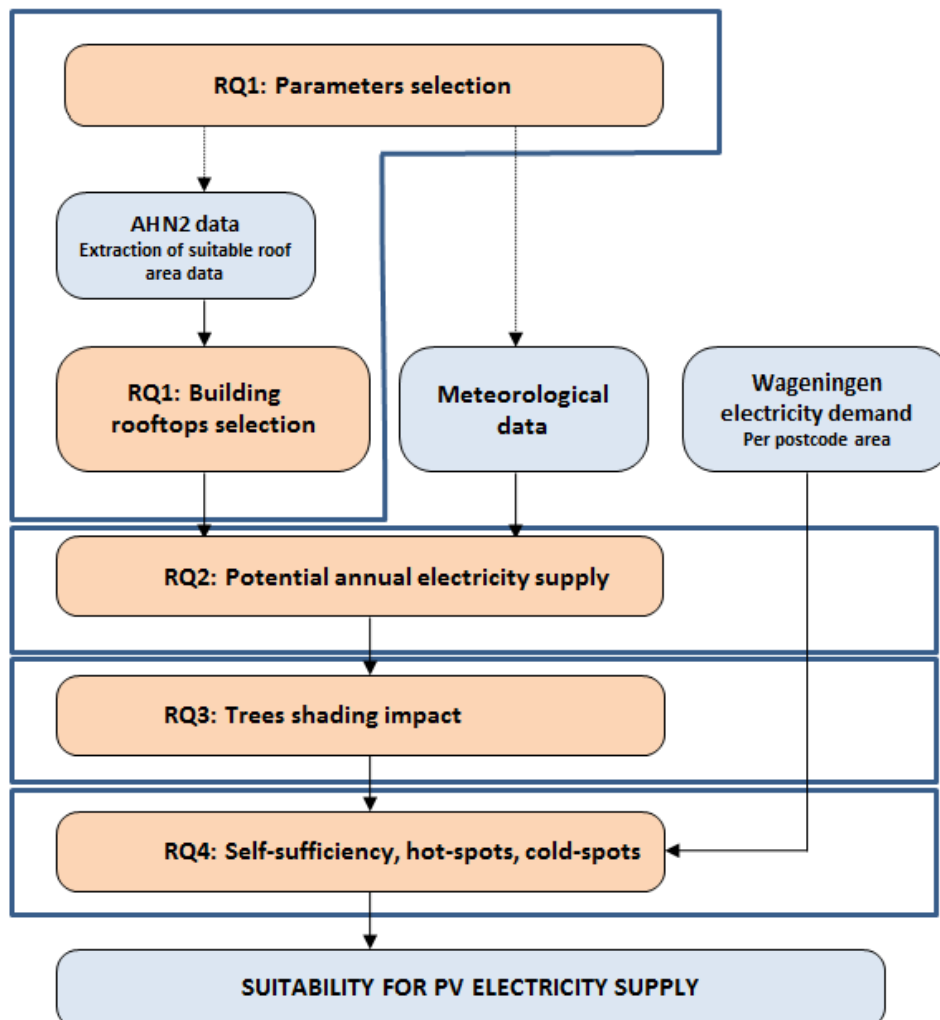 RQ1: Parameters selection
AHN2 data
Extraction of suitable roof
area data
RQ1: Building
rooftops selection
Meteorological
data
Wageningen
electricity demand
Per postcode area
RQ2: Potential annual electricity supply
RQ3: Trees shading impact
RQ4: Self-sufficiency, hot-spots, cold-spots
SUITABILITY FOR PV ELECTRICITY SUPPLY